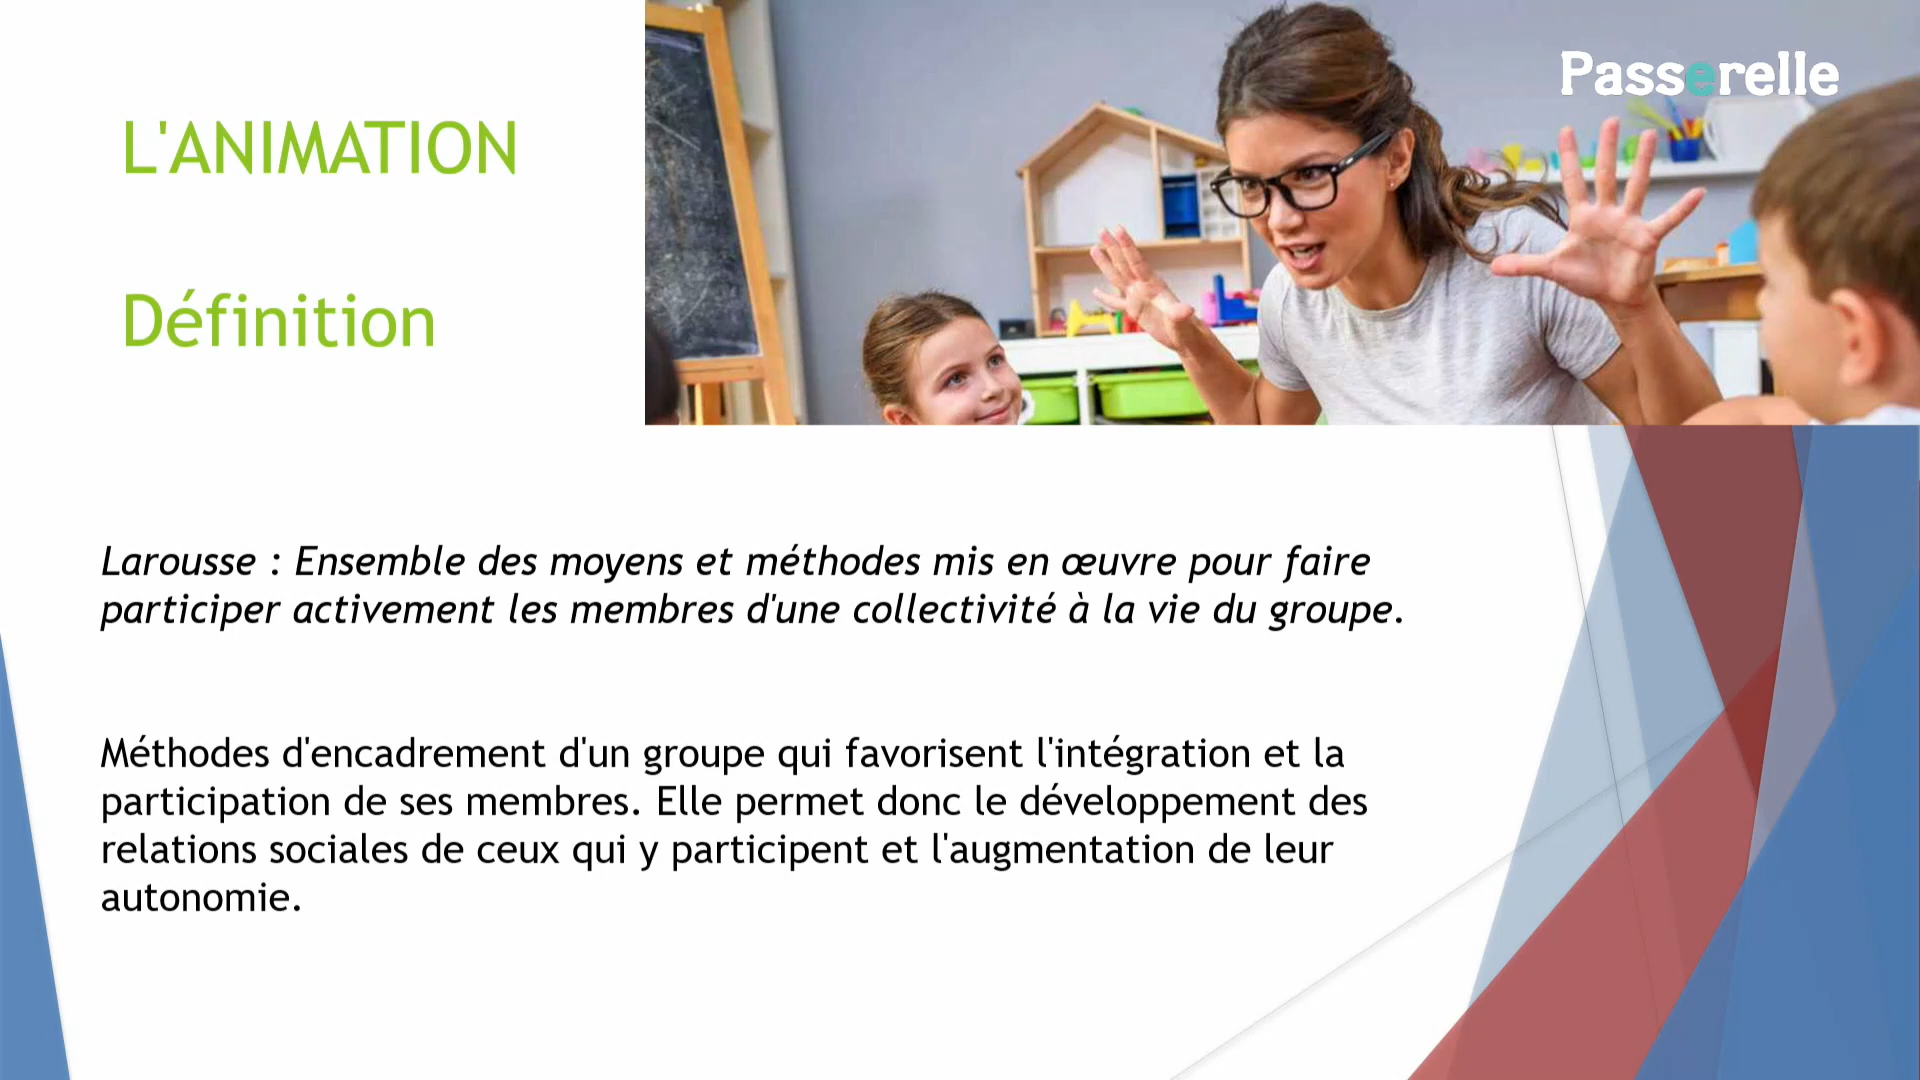 L'ANIMATION
Passerelle
Définition
Larousse : Ensemble des moyens et méthodes mis en œuvre pour faire
participer activement les membres d'une collectivité à la vie du groupe.
Méthodes d'encadrement d'un groupe qui favorisent l'intégration et la
participation de ses membres. Elle permet donc le développement des
relations sociales de ceux qui y participent et l'augmentation de leur
autonomie.